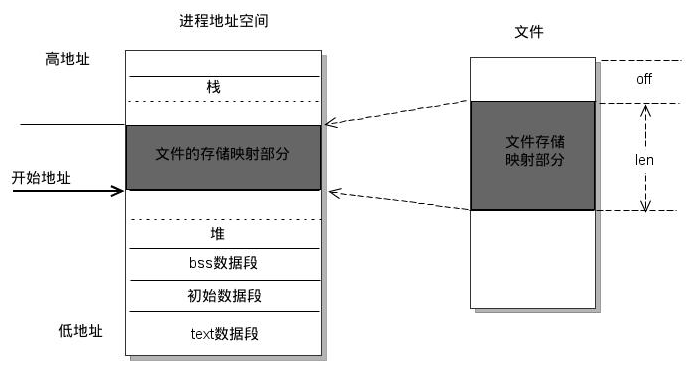 进程地址空间
文件
高地址
off
栈
文件的存储映射部分
文件存储
映射部分
len
开始地址
堆
bss数据段
初始数据段
低地址
text数据段